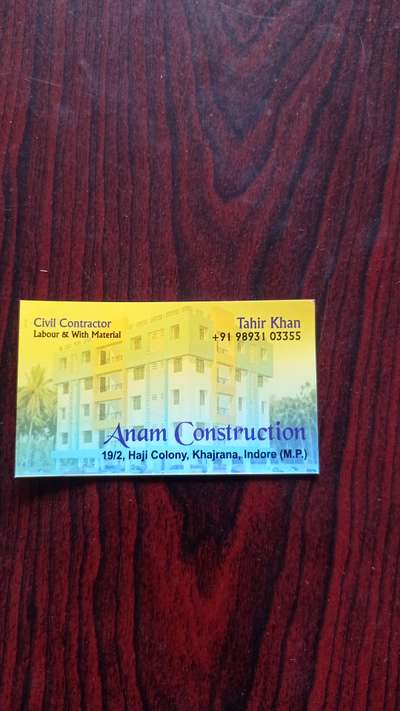 Civil Contractor
Labour & With Material
Tahir Khan
+91 98931 03355
Anam Construction
19/2, Haji Colony, Khajrana, Indore (M.P.)